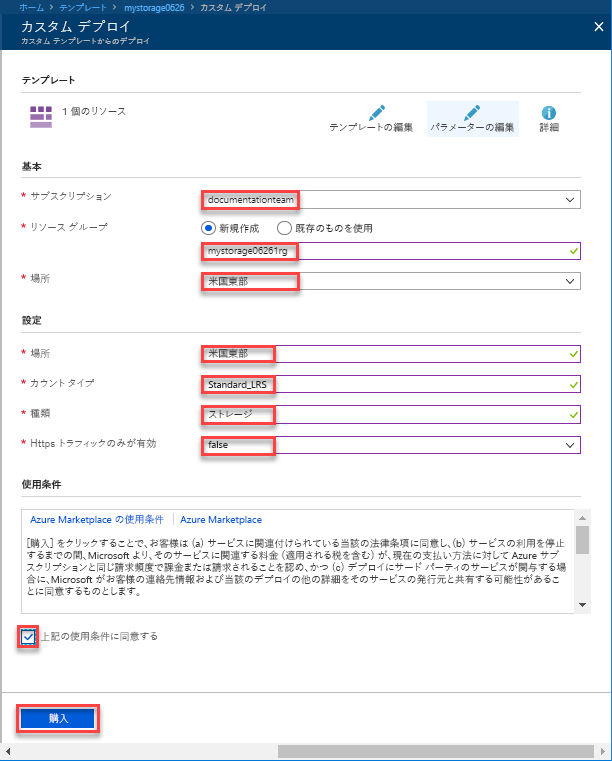 ホーム > テンプレート > mystorage0626 > カスタム デプロイ
カスタム デプロイ
カスタム テンプレートからのデプロイ
テンプレート
1 個のリソース
テンプレートの編集
パラメーターの編集
詳細
基本
* サブスクリプション
documentationteam
* リソース グループ
新規作成
既存のものを使用
mystorage06261rg
* 場所
米国東部
設定
* 場所
米国東部
* カウント タイプ
Standard_LRS
* 種類
ストレージ
* Https トラフィックのみが有効
false
使用条件
Azure Marketplace の使用条件 | Azure Marketplace
[購入] をクリックすることで、お客様は (a) サービスに関連付けられている当該の法律条項に同意し、(b) サービスの利用を停止
するまでの間、Microsoft より、そのサービスに関連する料金 (適用される税を含む) が、現在の支払い方法に対して Azure サブ
スクリプションと同じ請求頻度で課金または請求されることを認め、かつ (c) デプロイにサード パーティのサービスが関与する場
合に、Microsoft がお客様の連絡先情報および当該のデプロイの他の詳細をそのサービスの発行元と共有する可能性があるこ
とに同意するものとします。
上記の使用条件に同意する
購入